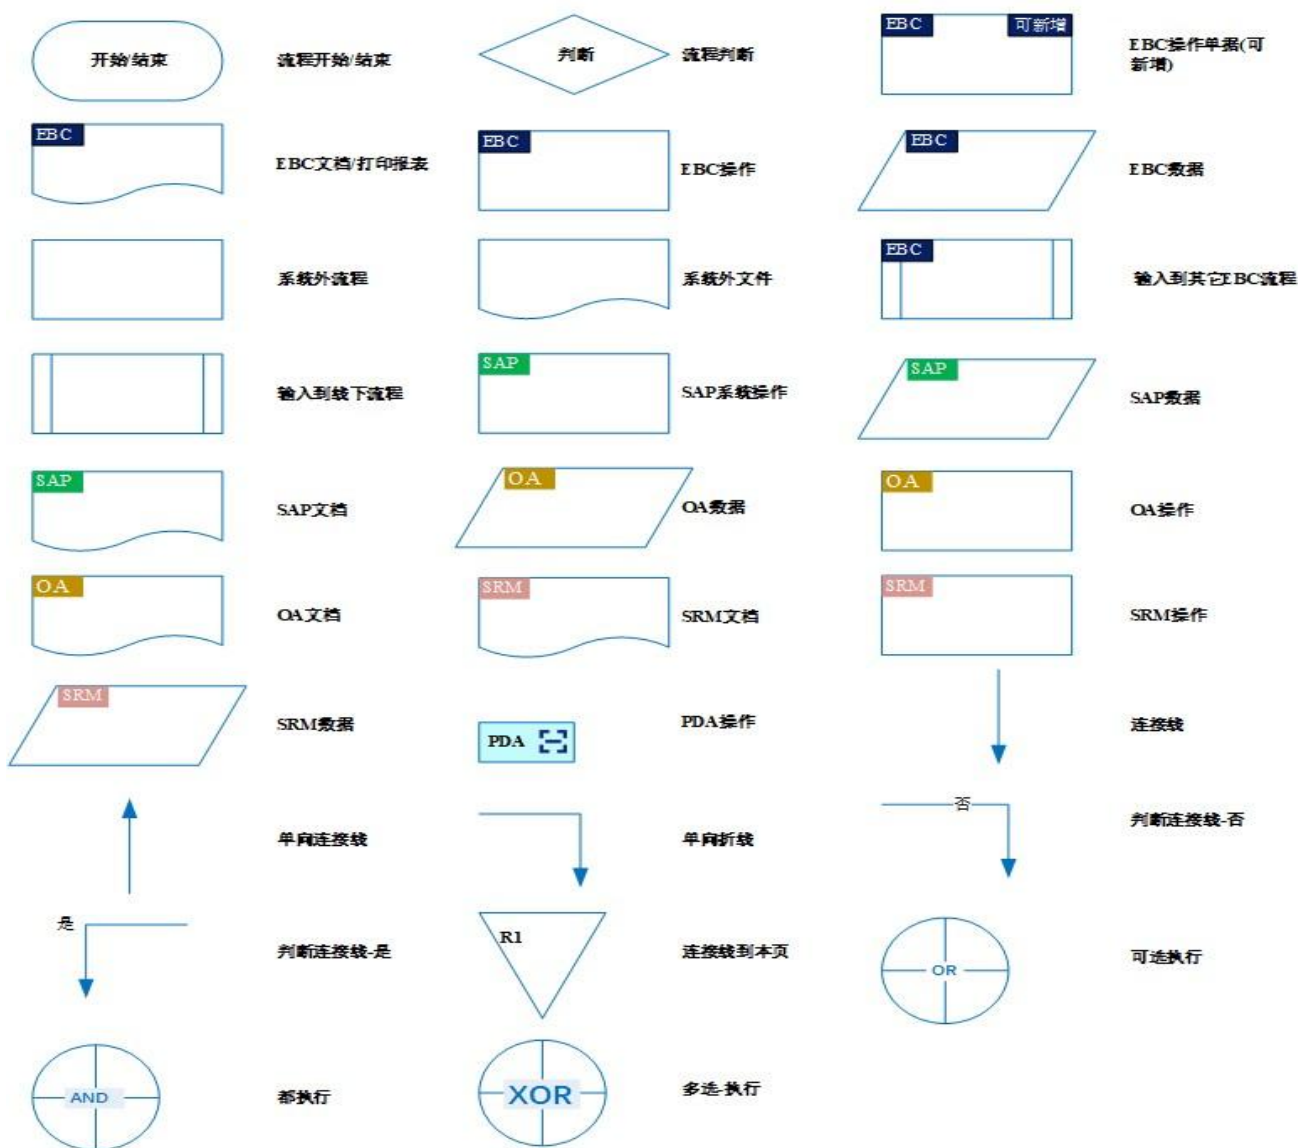 开始/结束
流程开始/结束
判断
流程判断
EBC
可新增
EBC操作单据(可
新增)
EBC
EBC文档/打印报表
EBC
EBC操作
EBC
EBC数据
系统外流程
系统外文件
EBC
输入到其它EBC流程
输入到线下流程
SAP
SAP系统操作
SAP
SAP数据
SAP
SAP文档
OA
OA数据
OA
OA操作
OA
OA文档
SRM
SRM文档
SRM
SRM操作
SRM
SRM数据
PDA
PDA操作
连接线
单向连接线
单向折线
否
判断连接线-否
是
判断连接线-是
R1
连接线到本页
OR
可选执行
AND
都执行
XOR
多选-执行